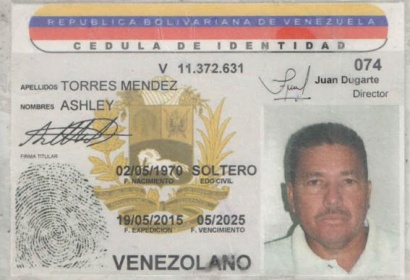 REPUBLICA BOLIVARIANA DE VENEZUELA
CEDULA DE IDENTIDAD
V 11.372.631
074
APELLIDOS TORRES MENDEZ
Juan Dugarte
Director
NOMBRES ASHLEY
FIRMA TITULAR
02/05/1970 SOLTERO
F. NACIMIENTO EDO CIVIL
19/05/2015 05/2025
F. EXPEDICION F. VENCIMIENTO
VENEZOLANO